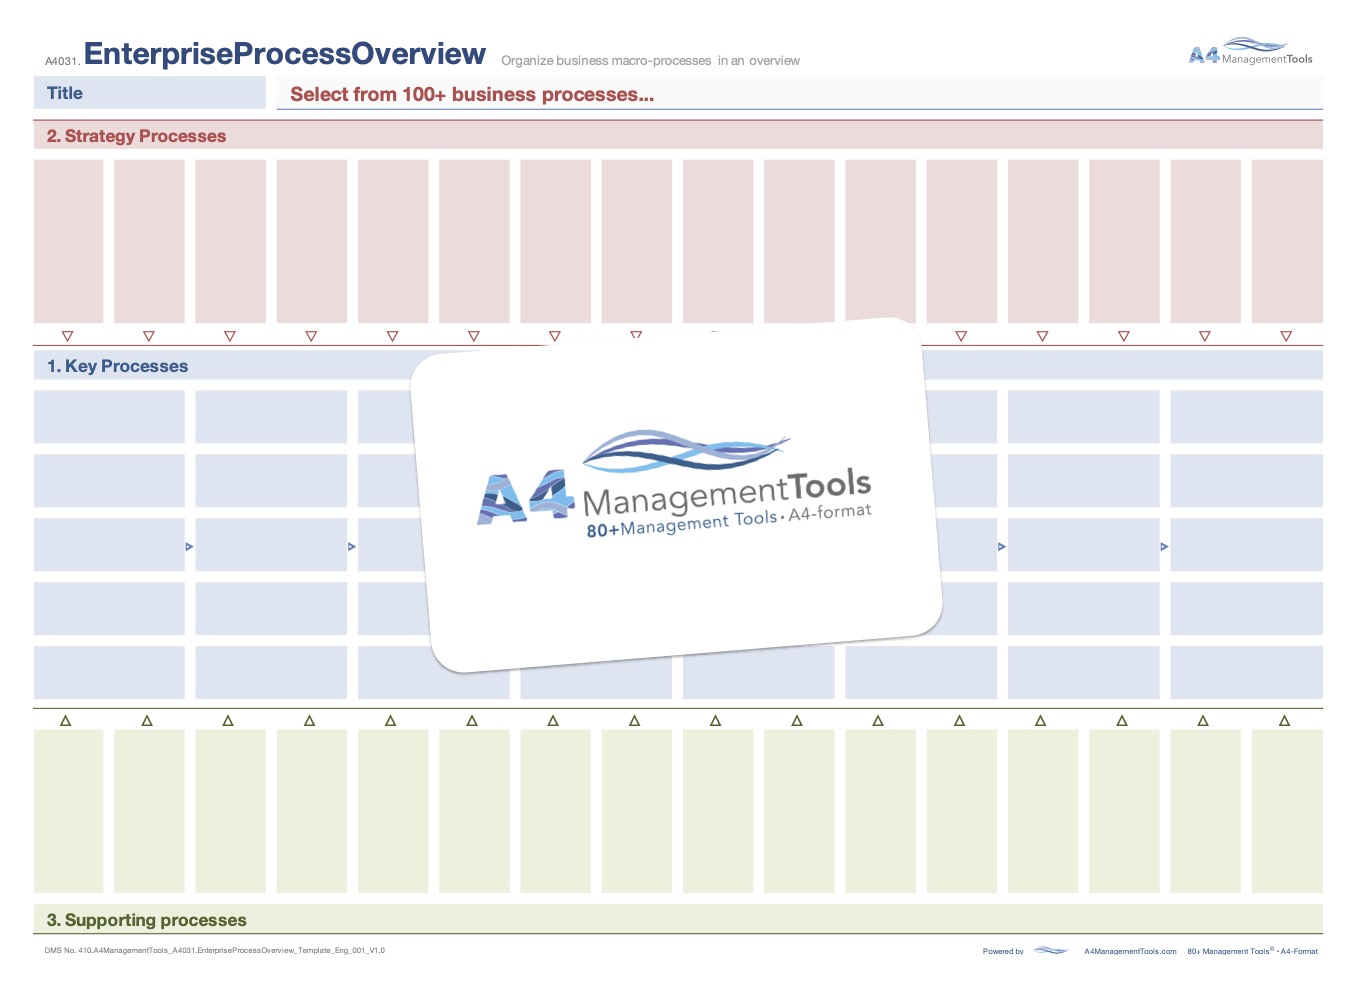 A4031. EnterpriseProcessOverview Organize business macro-processes in an overview
A4 ManagementTools
Title
Select from 100+ business processes...
2. Strategy Processes
1. Key Processes
A4 ManagementTools
80+Management Tools · A4-format
3. Supporting processes
DMS No. 410.A4ManagementTools_A4031.EnterpriseProcessOverview_Template_Eng_001_V1.0
Powered by A4ManagementTools.com 80+ Management Tools© • A4-Format